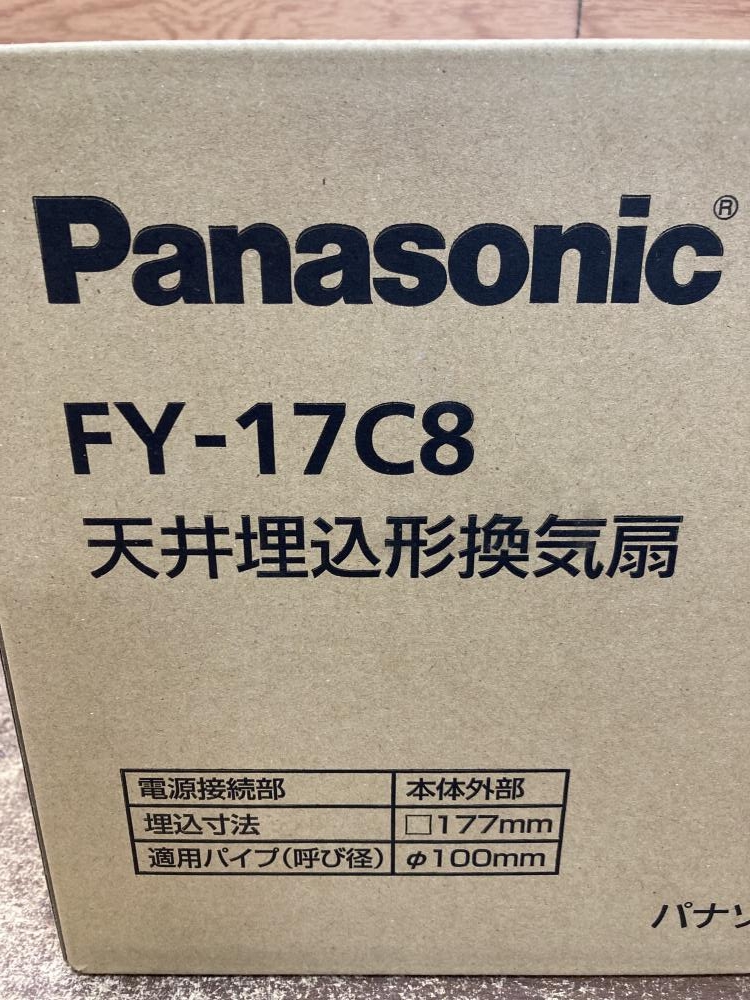 Panasonic®
FY-17C8
天井埋込形換気扇
電源接続部 本体外部
埋込寸法 □177mm
適用パイプ(呼び径) φ100mm
パナソ